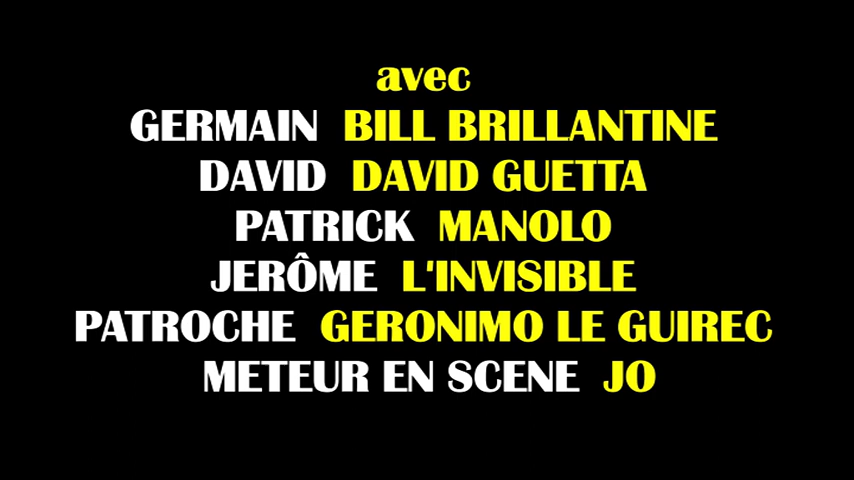 avec
GERMAIN BILL BRILLANTINE
DAVID DAVID GUETTA
PATRICK MANOLO
JERÔME L'INVISIBLE
PATROCHE GERONIMO LE GUIREC
METEUR EN SCENE JO